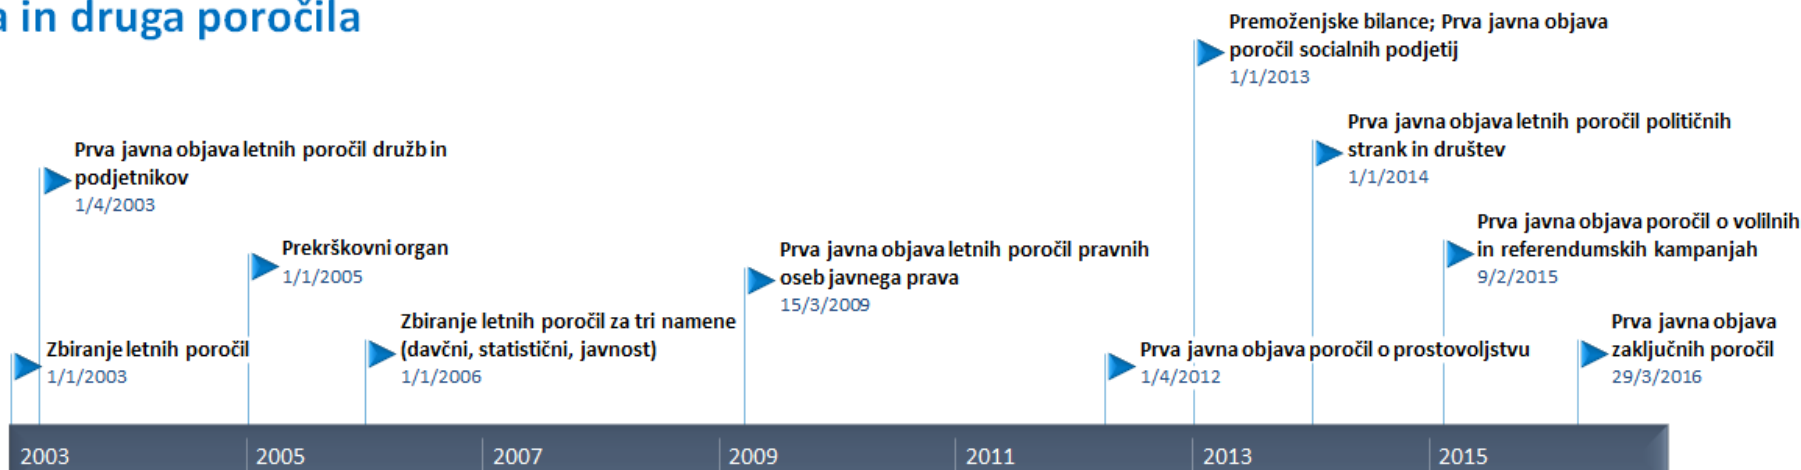 a in druga poročila
Premoženjske bilance; Prva javna objava
poročil socialnih podjetij
1/1/2013
Prva javna objava letnih poročil političnih
strank in društev
1/1/2014
Prva javna objava letnih poročil družb in
podjetnikov
1/4/2003
Prva javna objava poročil o volilnih
in referendumskih kampanjah
9/2/2015
Prekrškovni organ
1/1/2005
Prva javna objava letnih poročil pravnih
oseb javnega prava
15/3/2009
Zbiranje letnih poročil za tri namene
(davčni, statistični, javnost)
1/1/2006
Prva javna objava
zaključnih poročil
29/3/2016
Zbiranje letnih poročil
1/1/2003
Prva javna objava poročil o prostovoljstvu
1/4/2012
2003 2005 2007 2009 2011 2013 2015